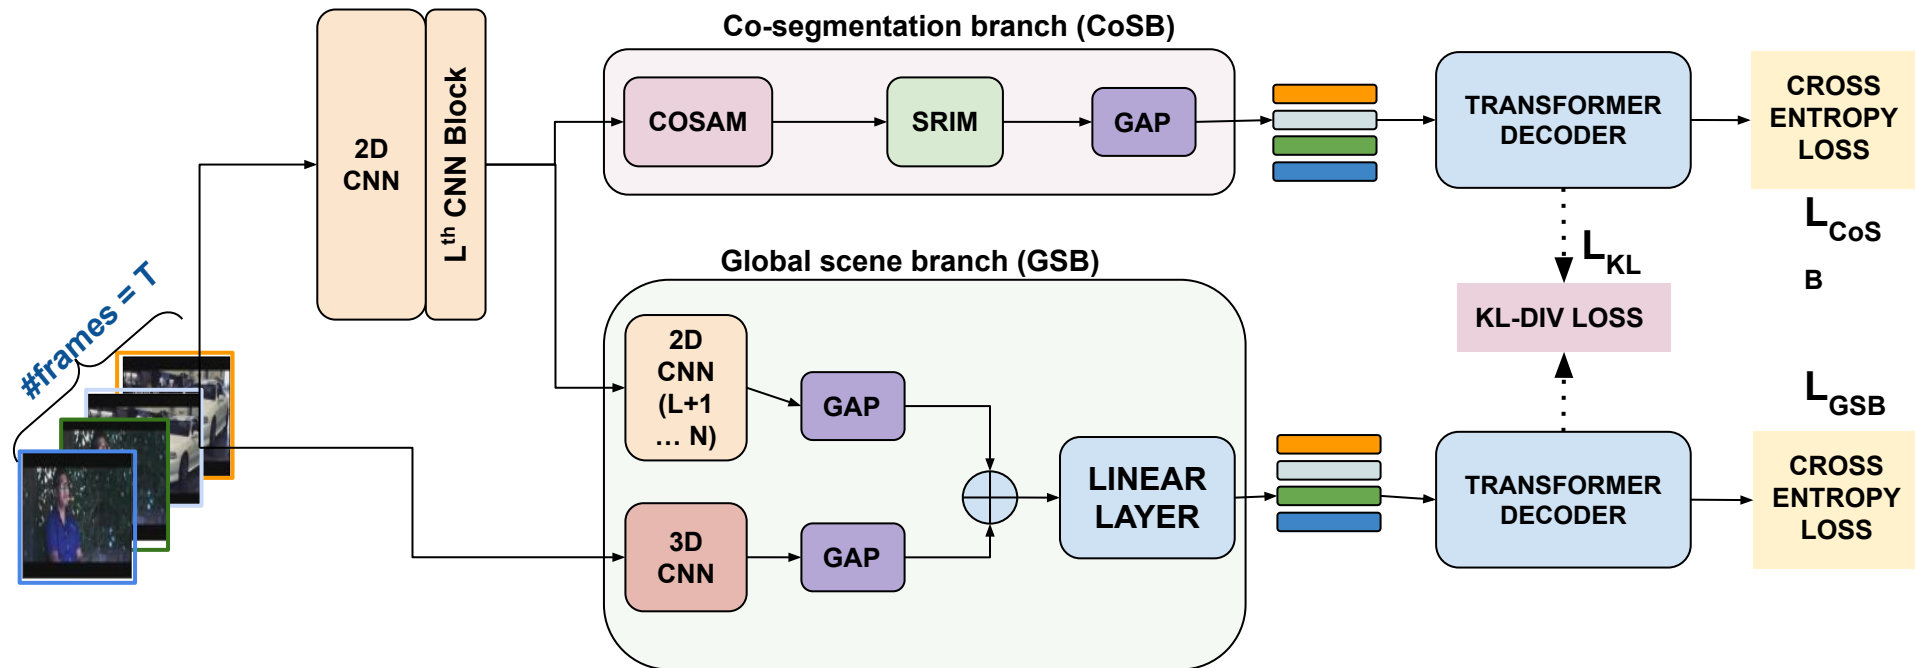 Co-segmentation branch (CoSB)
2D
CNN
Lth CNN Block
COSAM
SRIM
GAP
TRANSFORMER
DECODER
CROSS
ENTROPY
LOSS
LCoS
B
LKL
KL-DIV LOSS
#frames = T
Global scene branch (GSB)
2D
CNN
(L+1
... N)
GAP
3D
CNN
GAP
LINEAR
LAYER
TRANSFORMER
DECODER
LGSB
CROSS
ENTROPY
LOSS